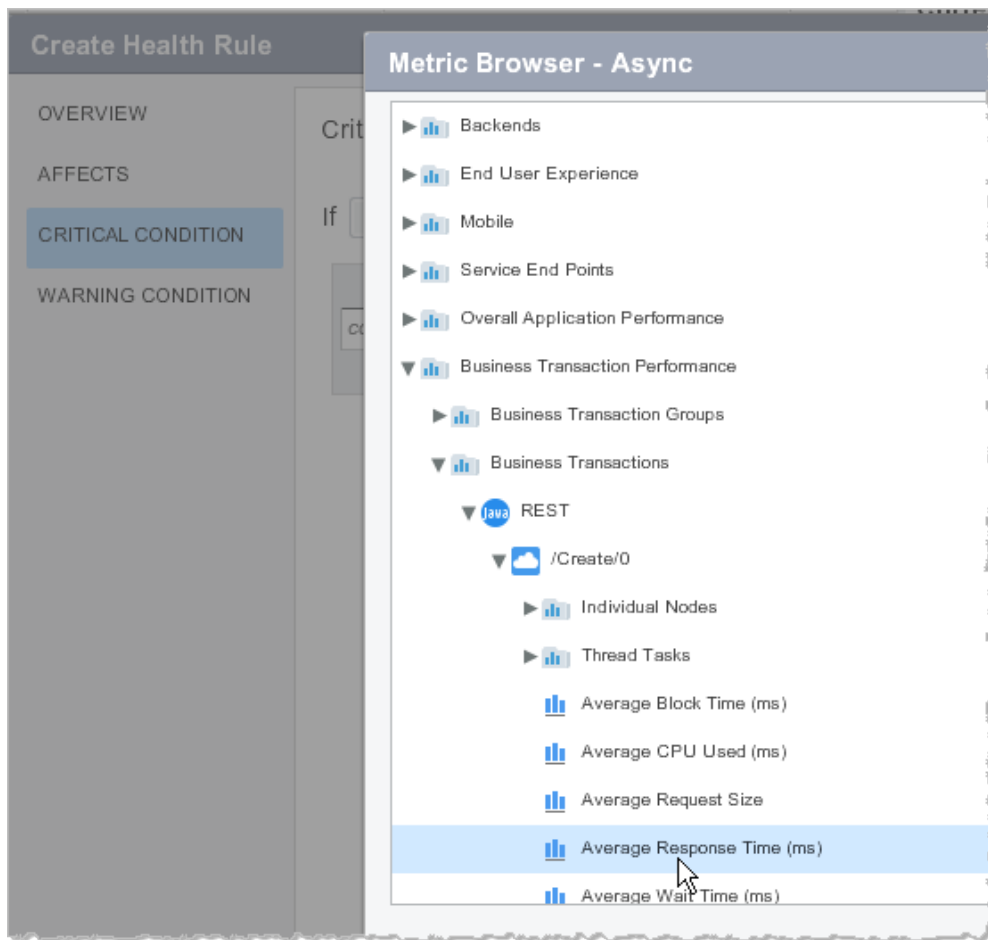 Create Health Rule
OVERVIEW
AFFECTS
CRITICAL CONDITION
WARNING CONDITION
Crit
If
Metric Browser - Async
Backends
End User Experience
Mobile
Service End Points
Overall Application Performance
Business Transaction Performance
Business Transaction Groups
Business Transactions
Java REST
/Create/0
Individual Nodes
Thread Tasks
Average Block Time (ms)
Average CPU Used (ms)
Average Request Size
Average Response Time (ms)
Average Wait Time (ms)